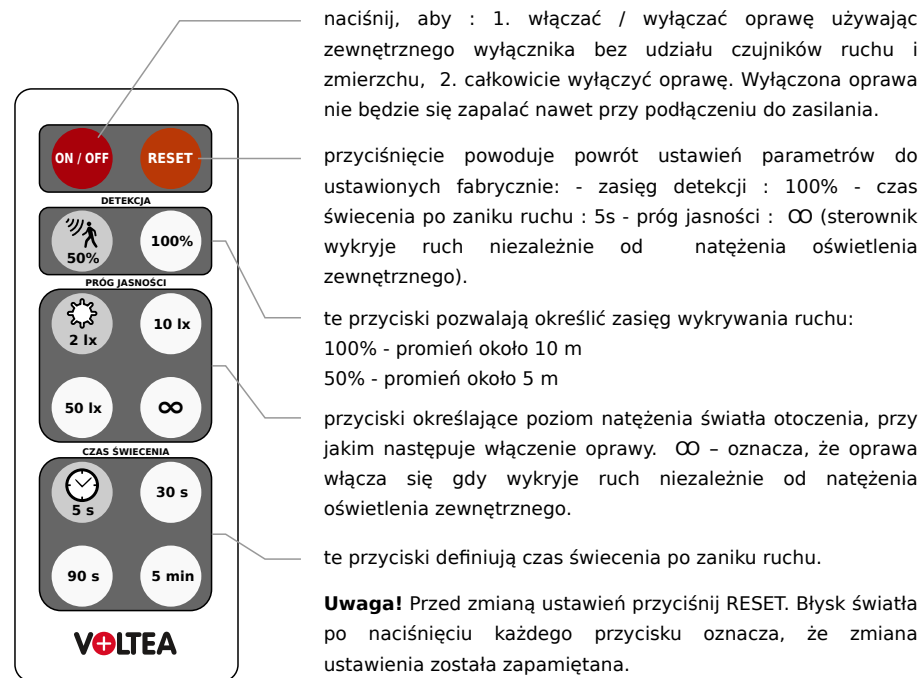 naciśnij, aby : 1. włączać / wyłączać oprawę używając
zewnętrznego wyłącznika bez udziału czujników ruchu i
zmierzchu, 2. całkowicie wyłączyć oprawę. Wyłączona oprawa
nie będzie się zapalać nawet przy podłączeniu do zasilania.
ON / OFF
RESET
przyciśnięcie powoduje powrót ustawień parametrów do
ustawionych fabrycznie: - zasięg detekcji : 100% - czas
świecenia po zaniku ruchu : 5s - próg jasności : ꝏ (sterownik
wykryje ruch niezależnie od natężenia oświetlenia
zewnętrznego).
DETEKCJA
50%
100%
te przyciski pozwalają określić zasięg wykrywania ruchu:
100% - promień około 10 m
50% - promień około 5 m
PRÓG JASNOŚCI
2 lx
10 lx
50 lx
∞
przyciski określające poziom natężenia światła otoczenia, przy
jakim następuje włączenie oprawy. ꝏ – oznacza, że oprawa
włącza się gdy wykryje ruch niezależnie od natężenia
oświetlenia zewnętrznego.
CZAS ŚWIECENIA
5 s
30 s
90 s
5 min
te przyciski definiują czas świecenia po zaniku ruchu.
Uwaga! Przed zmianą ustawień przyciśnij RESET. Błysk światła
po naciśnięciu każdego przycisku oznacza, że zmiana
ustawienia została zapamiętana.
VOLTEA